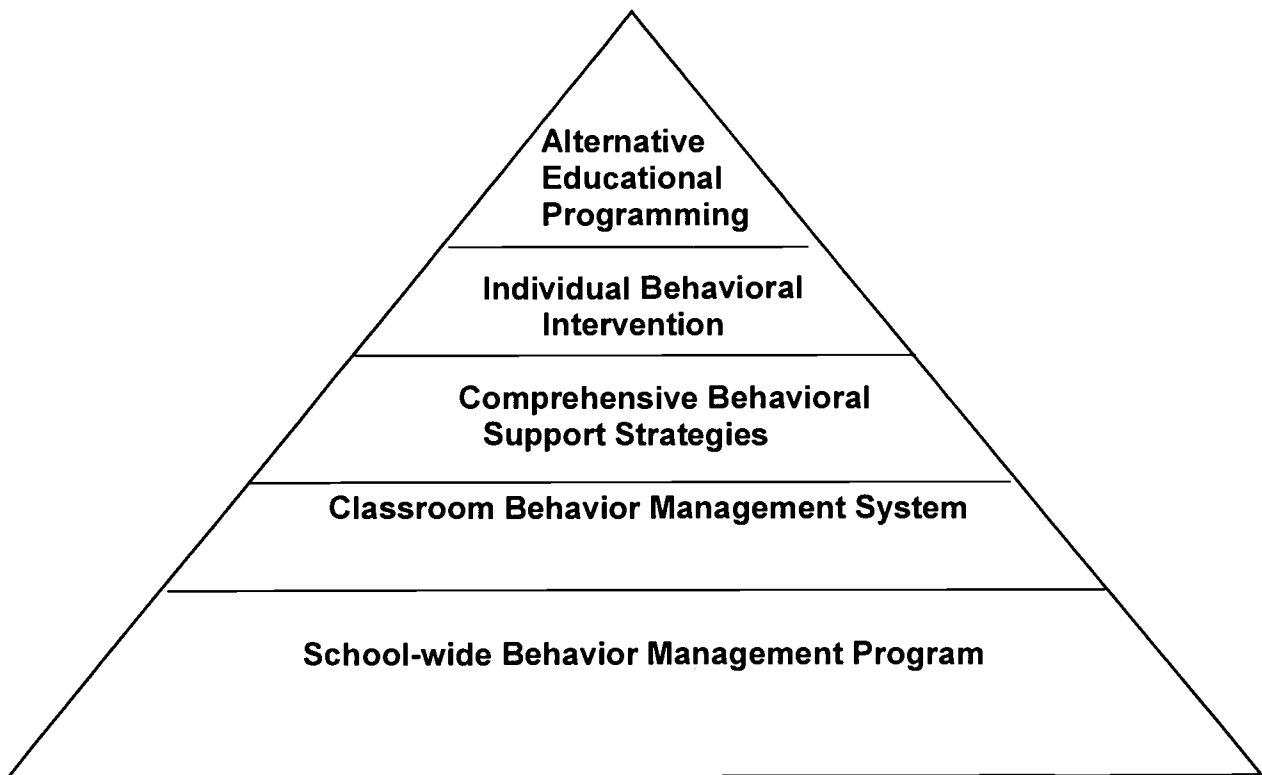 Alternative
Educational
Programming
Individual Behavioral
Intervention
Comprehensive Behavioral
Support Strategies
Classroom Behavior Management System
School-wide Behavior Management Program